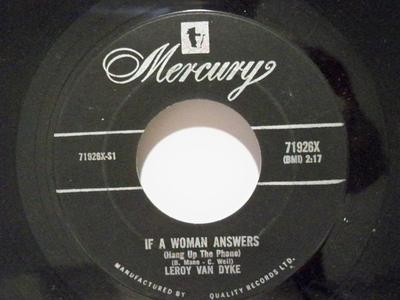 Mercury
71926X-S1
71926X
(BMI) 2:17
IF A WOMAN ANSWERS
(Hang Up The Phone)
(B. Mann - C. Weil)
LEROY VAN DYKE
MANUFACTURED BY QUALITY RECORDS LTD.